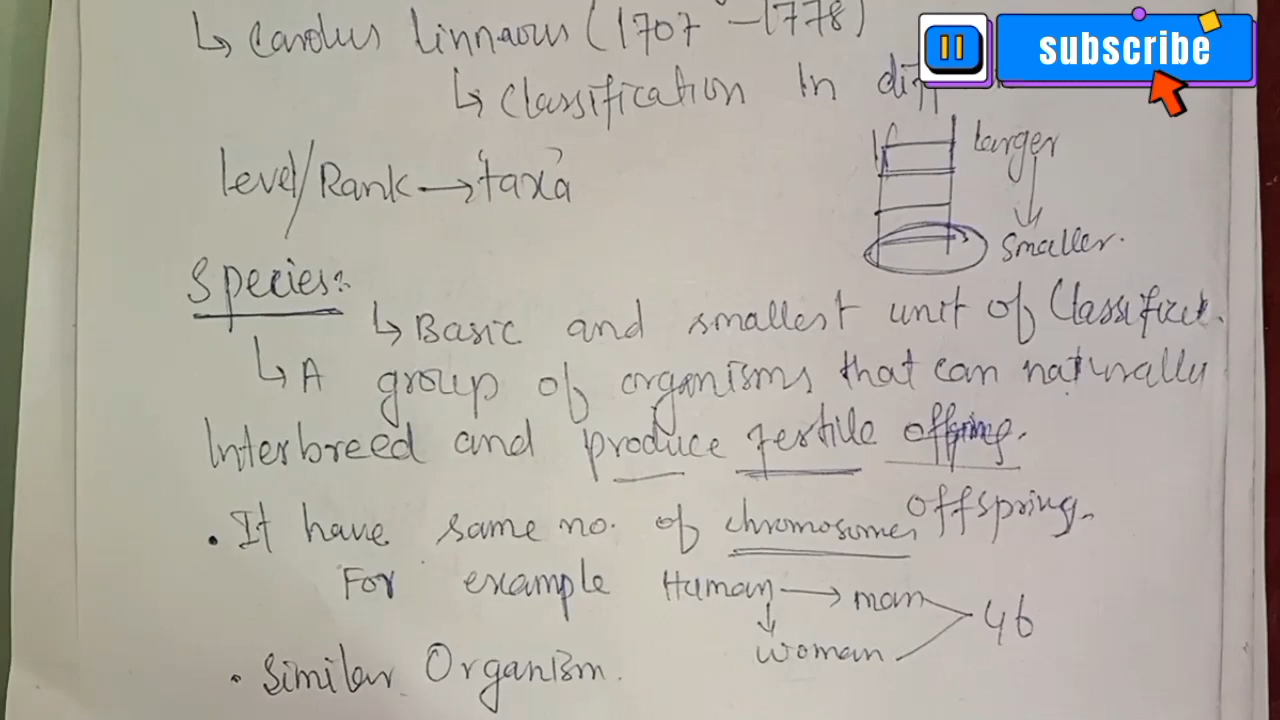 ↳ Carolus Linnaeus (1707 - 1778)
subscribe
↳ Classification In diff
Larger
Level/Rank → 'taxa'
Smaller.
Species:
↳ Basic and smallest unit of Classificat.
↳ A group of organisms that can naturally
Interbreed and produce fertile
offspring.
• It have same no. of chromosomes
For example Human → man 46
↓
woman
• Similar Organism.